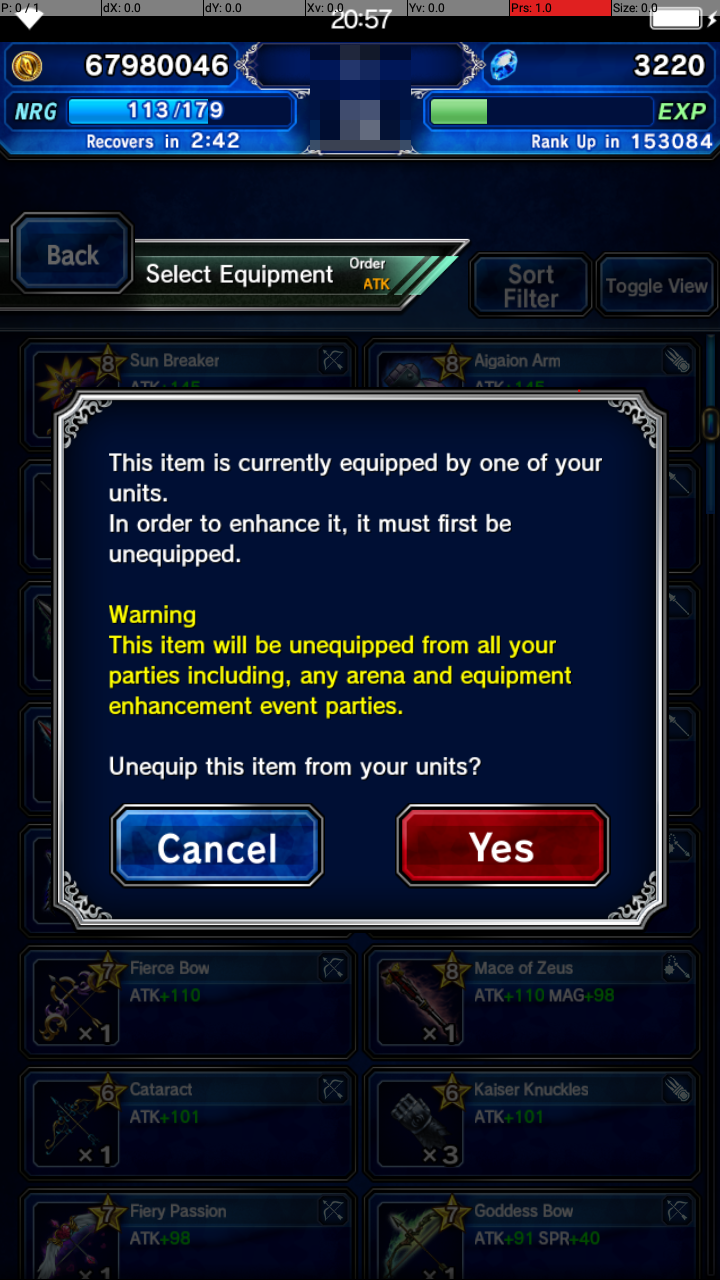 P: 0 / 1 dX: 0.0 dY: 0.0 Xv: 0.0 Yv: 0.0 Prs: 1.0 Size: 0.0
20:57
67980046 3220
NRG 113/179 EXP
Recovers in 2:42 Rank Up in 153084
Back
Select Equipment
Order
ATK
Sort
Filter
Toggle View
8 Sun Breaker
ATK+145
8 Aigaion Arm
ATK+145
This item is currently equipped by one of your
units.
In order to enhance it, it must first be
unequipped.
Warning
This item will be unequipped from all your
parties including, any arena and equipment
enhancement event parties.
Unequip this item from your units?
Cancel Yes
7 Fierce Bow
ATK+110
×1
8 Mace of Zeus
ATK+110 MAG+98
×1
6 Cataract
ATK+101
×1
6 Kaiser Knuckles
ATK+101
×3
7 Fiery Passion
ATK+98
×1
7 Goddess Bow
ATK+91 SPR+40
×1